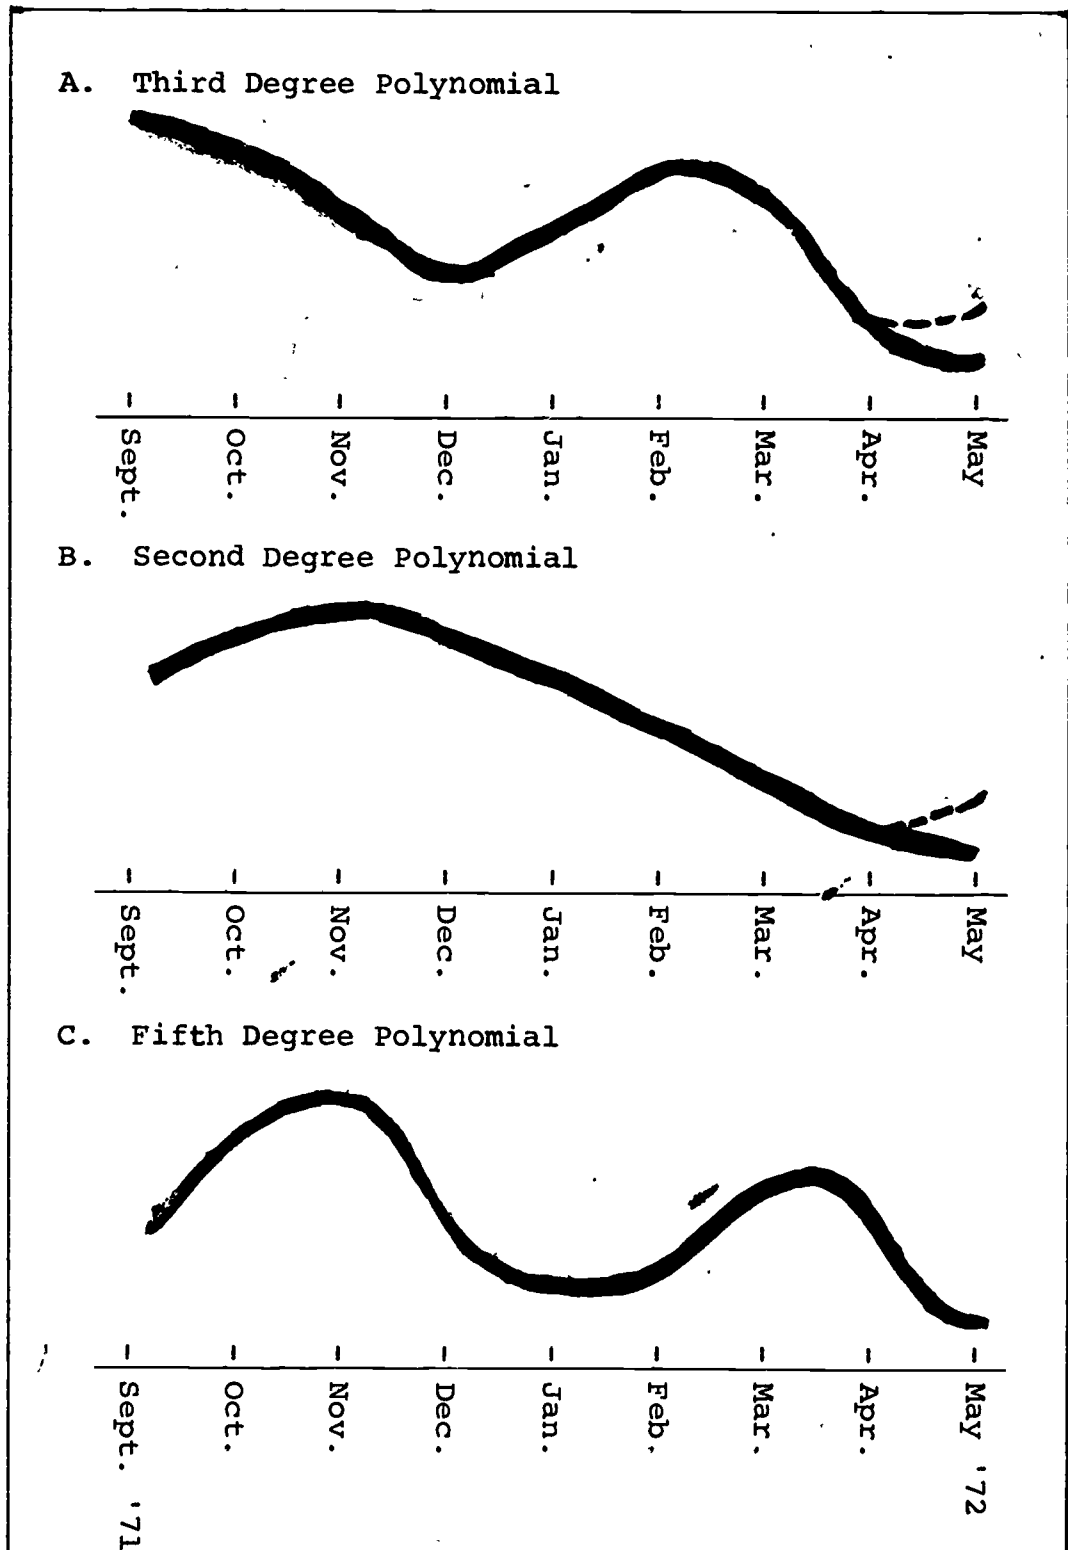 A. Third Degree Polynomial
Sept.
Oct.
Nov.
Dec.
Jan.
Feb.
Mar.
Apr.
May
B. Second Degree Polynomial
Sept.
Oct.
Nov.
Dec.
Jan.
Feb.
Mar.
Apr.
May
C. Fifth Degree Polynomial
Sept. '71
Oct.
Nov.
Dec.
Jan.
Feb.
Mar.
Apr.
May '72